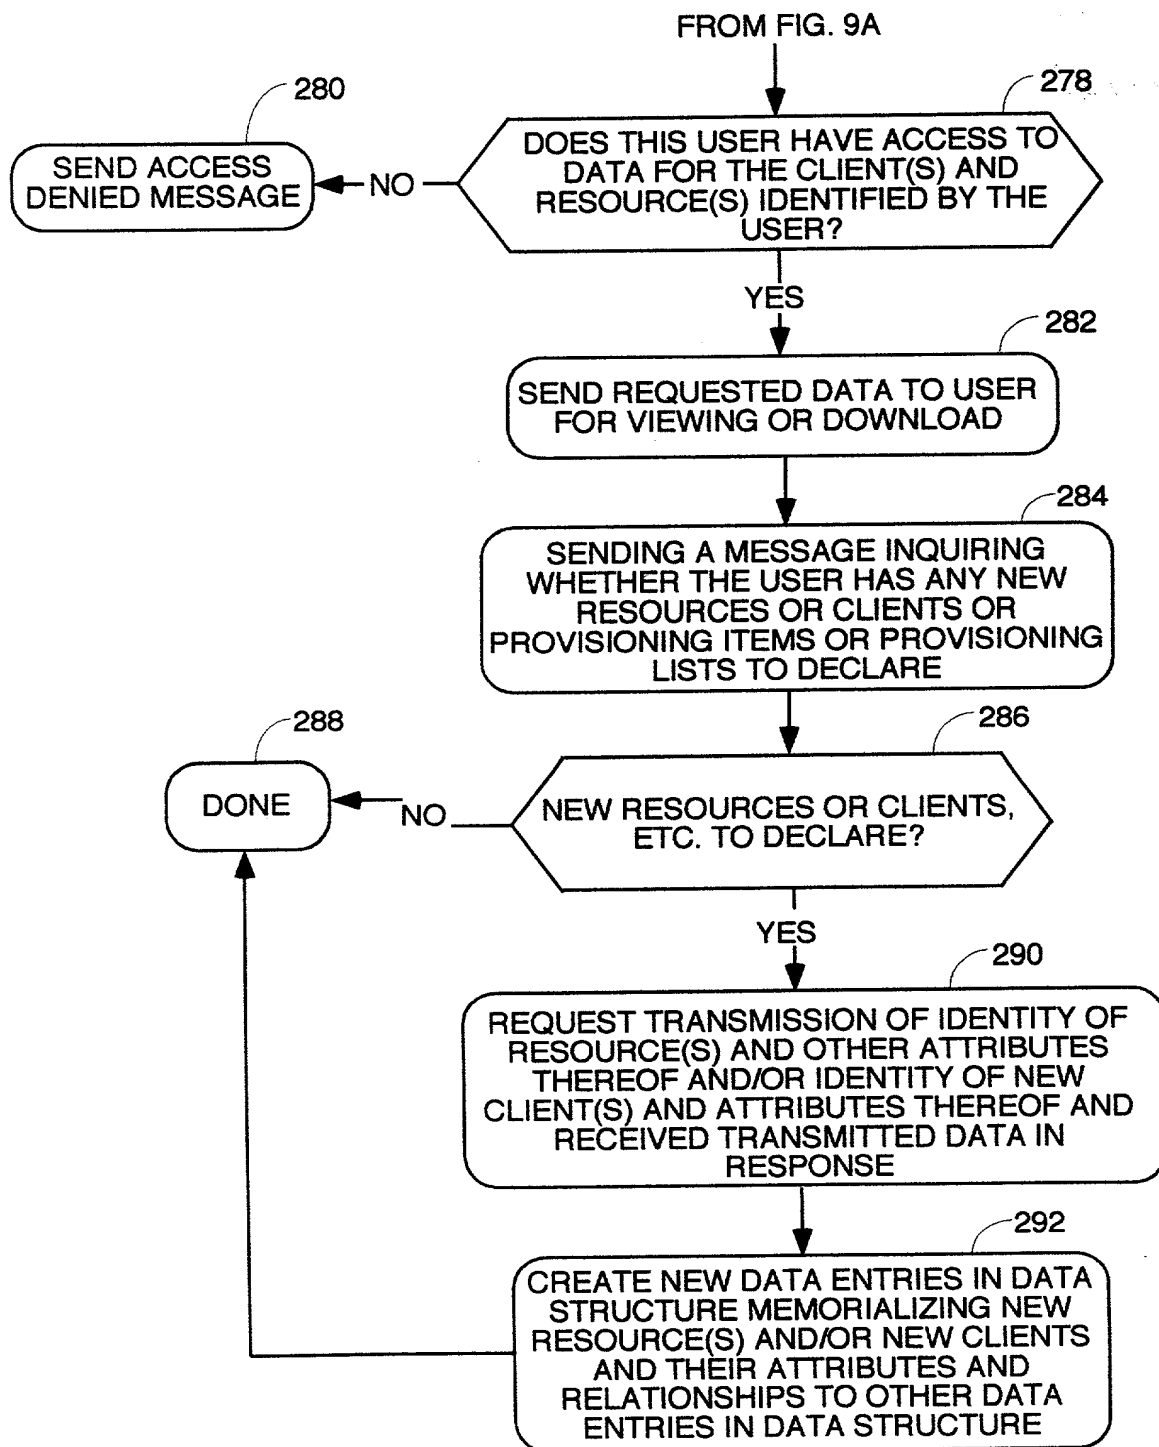 FROM FIG. 9A
280
278
SEND ACCESS
DENIED MESSAGE
NO
DOES THIS USER HAVE ACCESS TO
DATA FOR THE CLIENT(S) AND
RESOURCE(S) IDENTIFIED BY THE
USER?
YES
282
SEND REQUESTED DATA TO USER
FOR VIEWING OR DOWNLOAD
284
SENDING A MESSAGE INQUIRING
WHETHER THE USER HAS ANY NEW
RESOURCES OR CLIENTS OR
PROVISIONING ITEMS OR PROVISIONING
LISTS TO DECLARE
288
286
DONE
NO
NEW RESOURCES OR CLIENTS,
ETC. TO DECLARE?
YES
290
REQUEST TRANSMISSION OF IDENTITY OF
RESOURCE(S) AND OTHER ATTRIBUTES
THEREOF AND/OR IDENTITY OF NEW
CLIENT(S) AND ATTRIBUTES THEREOF AND
RECEIVED TRANSMITTED DATA IN
RESPONSE
292
CREATE NEW DATA ENTRIES IN DATA
STRUCTURE MEMORIALIZING NEW
RESOURCE(S) AND/OR NEW CLIENTS
AND THEIR ATTRIBUTES AND
RELATIONSHIPS TO OTHER DATA
ENTRIES IN DATA STRUCTURE